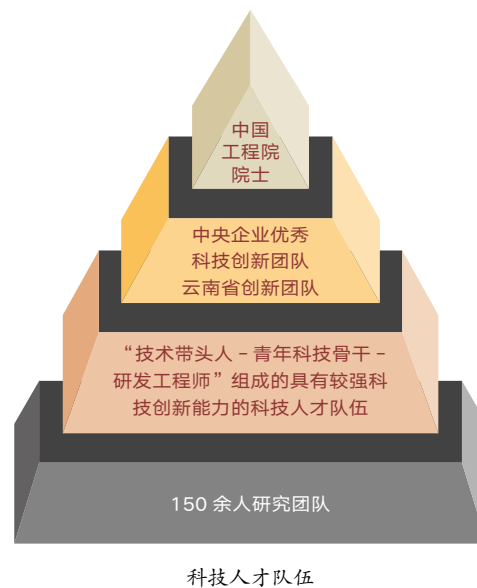 中国
工程院
院士
中央企业优秀
科技创新团队
云南省创新团队
“技术带头人－青年科技骨干－
研发工程师”组成的具有较强科
技创新能力的科技人才队伍
150 余人研究团队
科技人才队伍